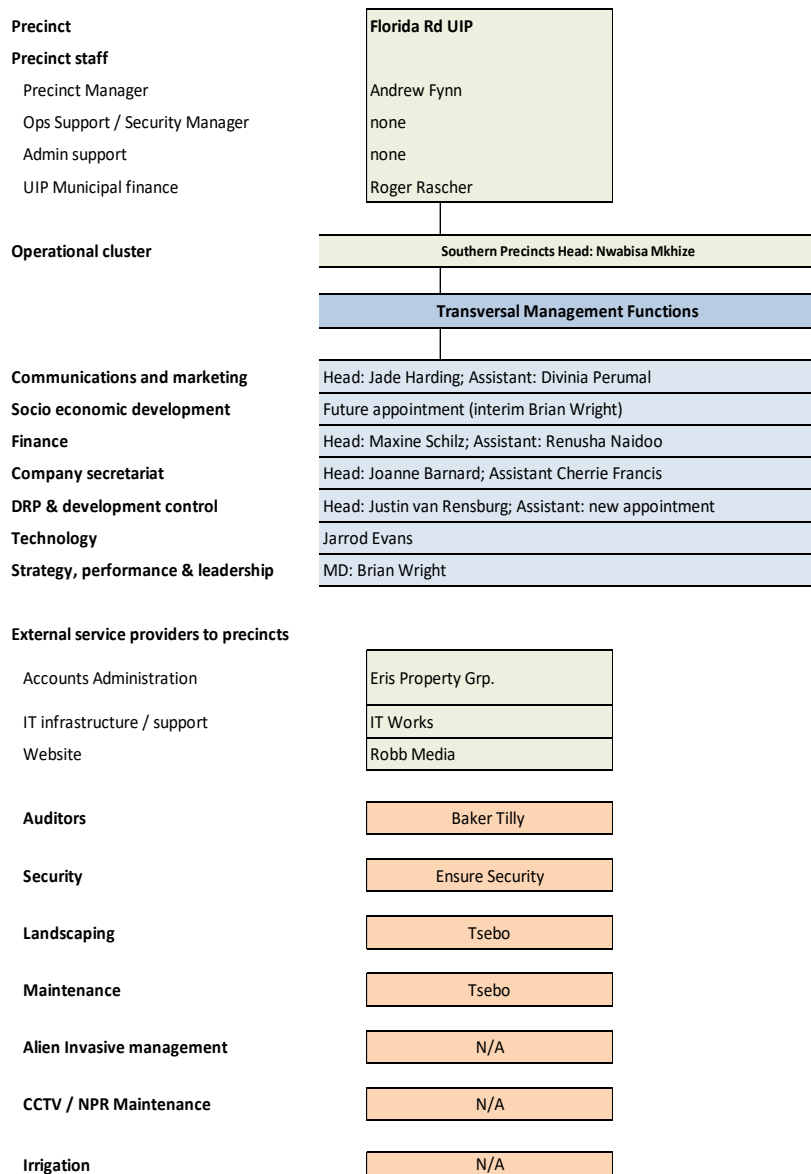 Precinct Florida Rd UIP
Precinct staff
Precinct Manager Andrew Fynn
Ops Support / Security Manager none
Admin support none
UIP Municipal finance Roger Rascher
Operational cluster Southern Precincts Head: Nwabisa Mkhize
Transversal Management Functions
Communications and marketing Head: Jade Harding; Assistant: Divinia Perumal
Socio economic development Future appointment (interim Brian Wright)
Finance Head: Maxine Schilz; Assistant: Renusha Naidoo
Company secretariat Head: Joanne Barnard; Assistant Cherrie Francis
DRP & development control Head: Justin van Rensburg; Assistant: new appointment
Technology Jarrod Evans
Strategy, performance & leadership MD: Brian Wright
External service providers to precincts
Accounts Administration Eris Property Grp.
IT infrastructure / support IT Works
Website Robb Media
Auditors Baker Tilly
Security Ensure Security
Landscaping Tsebo
Maintenance Tsebo
Alien Invasive management N/A
CCTV / NPR Maintenance N/A
Irrigation N/A